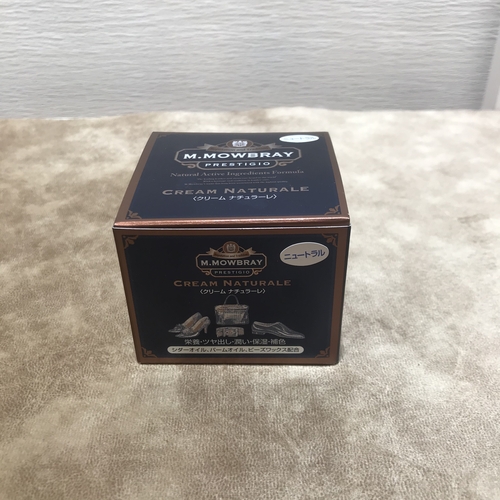 M.MOWBRAY
PRESTIGIO
Natural Active Ingredients Formula
CREAM NATURALE
〈クリーム ナチュラーレ〉
M.MOWBRAY
PRESTIGIO
ニュートラル
CREAM NATURALE
〈クリーム ナチュラーレ〉
栄養・ツヤ出し・潤い・保湿・補色
シダーオイル、パームオイル、ビーズワックス配合